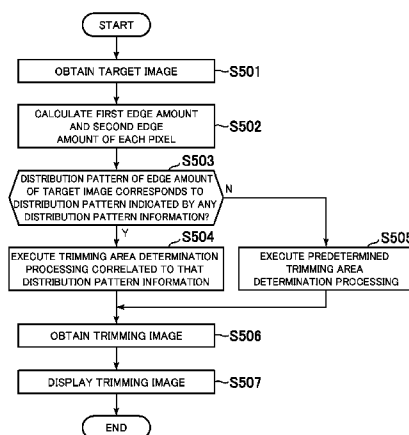 START
OBTAIN TARGET IMAGE
S501
CALCULATE FIRST EDGE AMOUNT
AND SECOND EDGE
AMOUNT OF EACH PIXEL
S502
S503
DISTRIBUTION PATTERN OF EDGE AMOUNT
OF TARGET IMAGE CORRESPONDS TO
DISTRIBUTION PATTERN INDICATED BY ANY
DISTRIBUTION PATTERN INFORMATION?
N
Y
S504
EXECUTE TRIMMING AREA DETERMINATION
PROCESSING CORRELATED TO THAT
DISTRIBUTION PATTERN INFORMATION
S505
EXECUTE PREDETERMINED
TRIMMING AREA
DETERMINATION PROCESSING
OBTAIN TRIMMING IMAGE
S506
DISPLAY TRIMMING IMAGE
S507
END